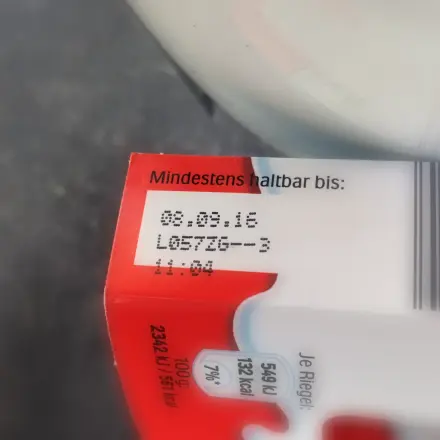 Mindestens haltbar bis:
08.09.16
L057ZG--3
11:04
Je Riegel
549 kJ
132 kcal
7%*
100 g:
2342 kJ / 561 kcal